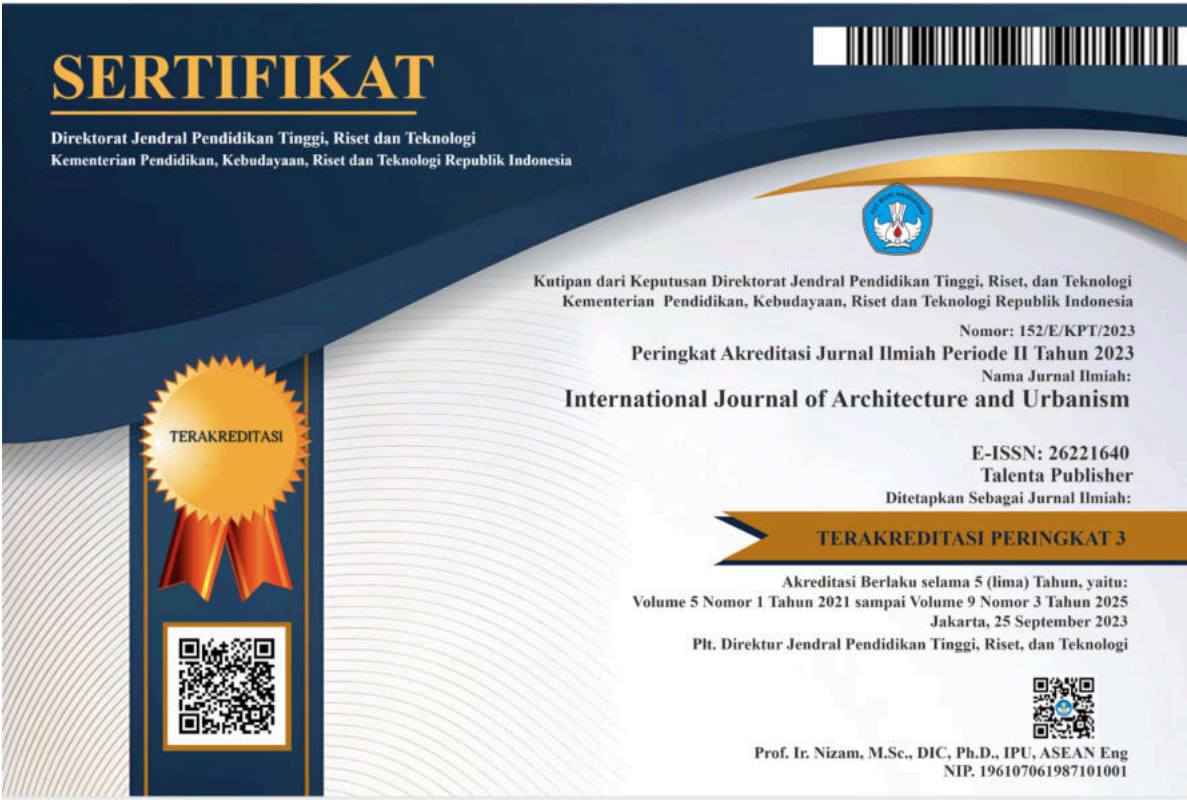 SERTIFIKAT
Direktorat Jendral Pendidikan Tinggi, Riset dan Teknologi
Kementerian Pendidikan, Kebudayaan, Riset dan Teknologi Republik Indonesia
TUT WURI HANDAYANI
Kutipan dari Keputusan Direktorat Jendral Pendidikan Tinggi, Riset, dan Teknologi
Kementerian Pendidikan, Kebudayaan, Riset dan Teknologi Republik Indonesia
Nomor: 152/E/KPT/2023
Peringkat Akreditasi Jurnal Ilmiah Periode II Tahun 2023
Nama Jurnal Ilmiah:
International Journal of Architecture and Urbanism
TERAKREDITASI
E-ISSN: 26221640
Talenta Publisher
Ditetapkan Sebagai Jurnal Ilmiah:
TERAKREDITASI PERINGKAT 3
Akreditasi Berlaku selama 5 (lima) Tahun, yaitu:
Volume 5 Nomor 1 Tahun 2021 sampai Volume 9 Nomor 3 Tahun 2025
Jakarta, 25 September 2023
Plt. Direktur Jendral Pendidikan Tinggi, Riset, dan Teknologi
Prof. Ir. Nizam, M.Sc., DIC, Ph.D., IPU, ASEAN Eng
NIP. 196107061987101001